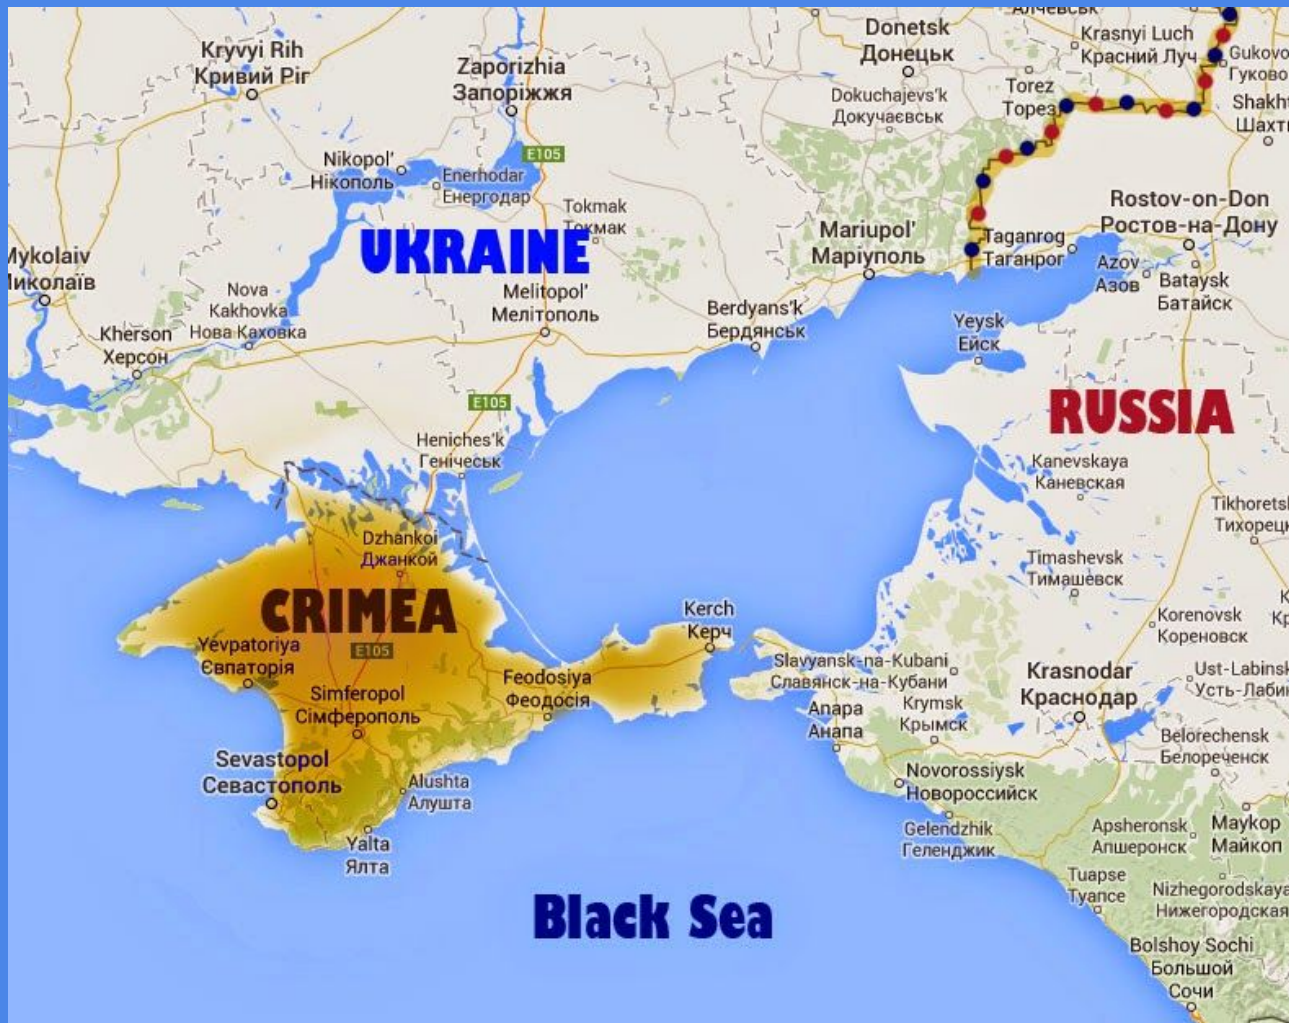 Алчевськ
Donetsk
Донецьк
Krasnyi Luch
Красний Луч
Gukovo
Гуково
Kryvyi Rih
Кривий Ріг
Zaporizhia
Запоріжжя
Torez
Торез
Dokuchajevs'k
Докучаєвськ
Shakht
Шахты
E105
Nikopol'
Нікополь
Enerhodar
Енергодар
Tokmak
Токмак
Rostov-on-Don
Ростов-на-Дону
UKRAINE
Mariupol'
Маріуполь
Taganrog
Таганрог
Mykolaiv
Миколаїв
Azov
Азов
Bataysk
Батайск
Nova
Kakhovka
Нова Каховка
Melitopol'
Мелітополь
Berdyans'k
Бердянськ
Yeysk
Ейск
Kherson
Херсон
E105
RUSSIA
Heniches'k
Генічеськ
Kanevskaya
Каневская
Tikhoretsk
Тихорецк
Dzhankoi
Джанкой
Timashevsk
Тимашевск
CRIMEA
Kerch
Керч
Korenovsk
Кореновск
Yevpatoriya
Євпаторія
E105
Feodosiya
Феодосія
Slavyansk-na-Kubani
Славянск-на-Кубани
Krasnodar
Краснодар
Ust-Labinsk
Усть-Лабин
Simferopol
Сімферополь
Anapa
Анапа
Krymsk
Крымск
Belorechensk
Белореченск
Sevastopol
Севастополь
Alushta
Алушта
Novorossiysk
Новороссийск
Gelendzhik
Геленджик
Apsheronsk
Апшеронск
Maykop
Майкоп
Yalta
Ялта
Tuapse
Туапсе
Nizhegorodskaya
Нижегородская
Black Sea
Bolshoy Sochi
Большой
Сочи